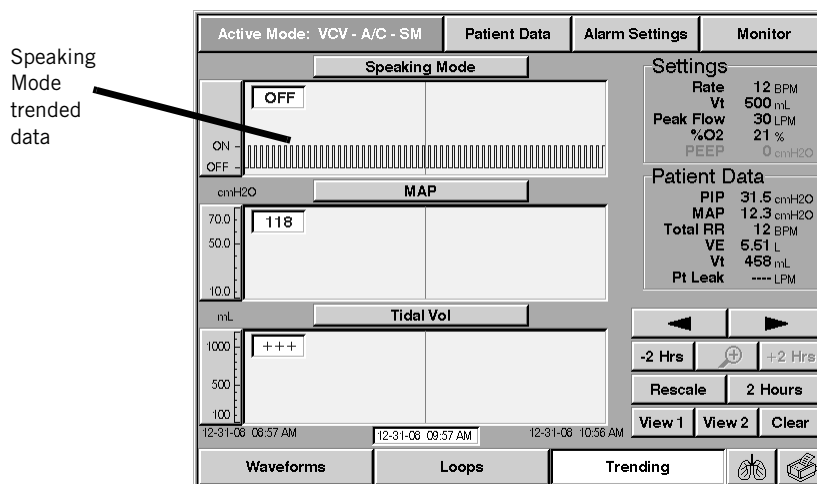 Speaking
Mode
trended
data
Active Mode: VCV - A/C - SM
Patient Data
Alarm Settings
Monitor
Speaking Mode
OFF
ON
OFF
cmH2O
MAP
70.0
50.0
10.0
118
mL
Tidal Vol
1000
500
100
+++
12-31-06 08:57 AM
12-31-06 09:57 AM
12-31-06 10:56 AM
Settings
Rate 12 BPM
Vt 500 mL
Peak Flow 30 LPM
%O2 21 %
PEEP 0 cmH2O
Patient Data
PIP 31.5 cmH2O
MAP 12.3 cmH2O
Total RR 12 BPM
VE 5.51 L
Vt 458 mL
Pt Leak ---- LPM
-2 Hrs
+2 Hrs
Rescale
2 Hours
View 1
View 2
Clear
Waveforms
Loops
Trending